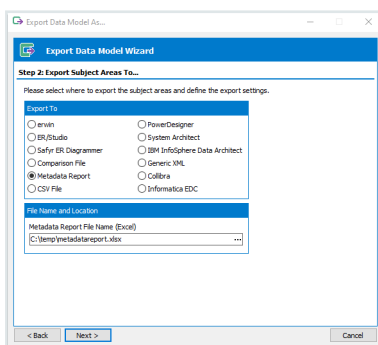 Export Data Model As...
Export Data Model Wizard
Step 2: Export Subject Areas To...
Please select where to export the subject areas and define the export settings.
Export To
erwin
PowerDesigner
ER/Studio
System Architect
Safyr ER Diagrammer
IBM InfoSphere Data Architect
Comparison File
Generic XML
Metadata Report
Collibra
CSV File
Informatica EDC
File Name and Location
Metadata Report File Name (Excel)
C:\temp\metadatareport.xlsx ...
< Back Next > Cancel